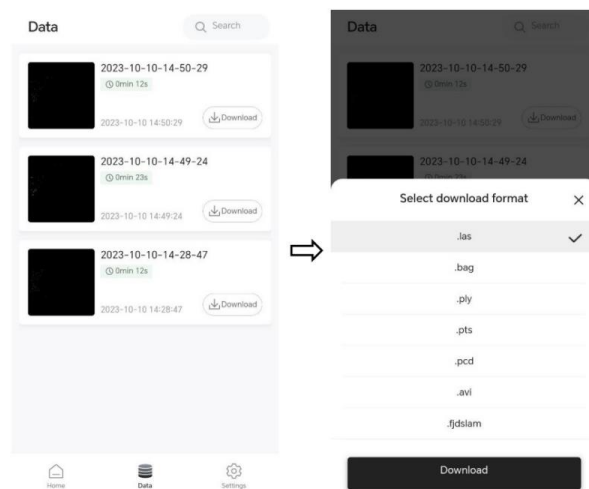 Data
Search
2023-10-10-14-50-29
0min 12s
2023-10-10 14:50:29
Download
2023-10-10-14-49-24
0min 23s
2023-10-10 14:49:24
Download
2023-10-10-14-28-47
0min 12s
2023-10-10 14:28:47
Download
Home
Data
Settings
Data
Search
2023-10-10-14-50-29
0min 12s
2023-10-10 14:50:29
Download
2023-10-10-14-49-24
Select download format
.las
.bag
.ply
.pts
.pcd
.avi
.fjdslam
Download